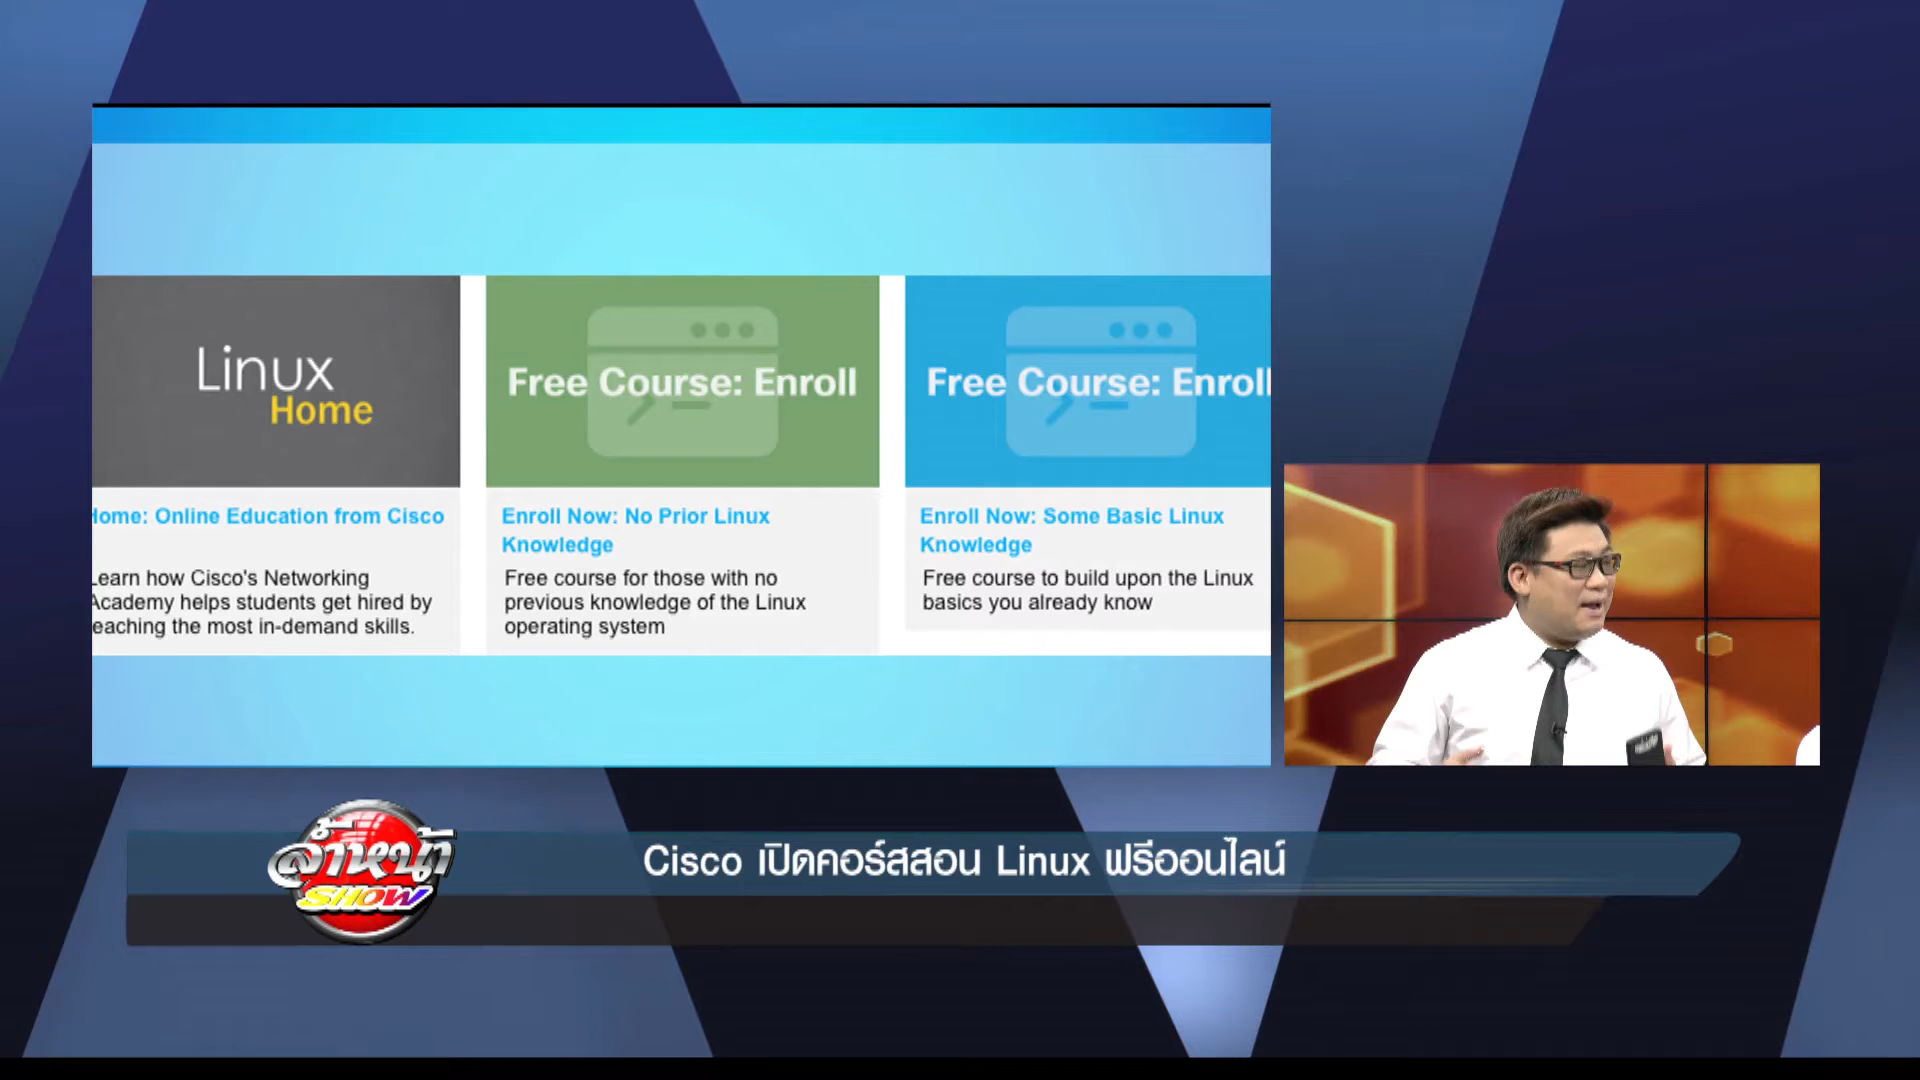 Linux
Home
Free Course: Enroll
Free Course: Enroll
Home: Online Education from Cisco
Learn how Cisco's Networking
Academy helps students get hired by
teaching the most in-demand skills.
Enroll Now: No Prior Linux
Knowledge
Free course for those with no
previous knowledge of the Linux
operating system
Enroll Now: Some Basic Linux
Knowledge
Free course to build upon the Linux
basics you already know
ล้ำหน้า
SHOW
Cisco เปิดคอร์สสอน Linux ฟรีออนไลน์